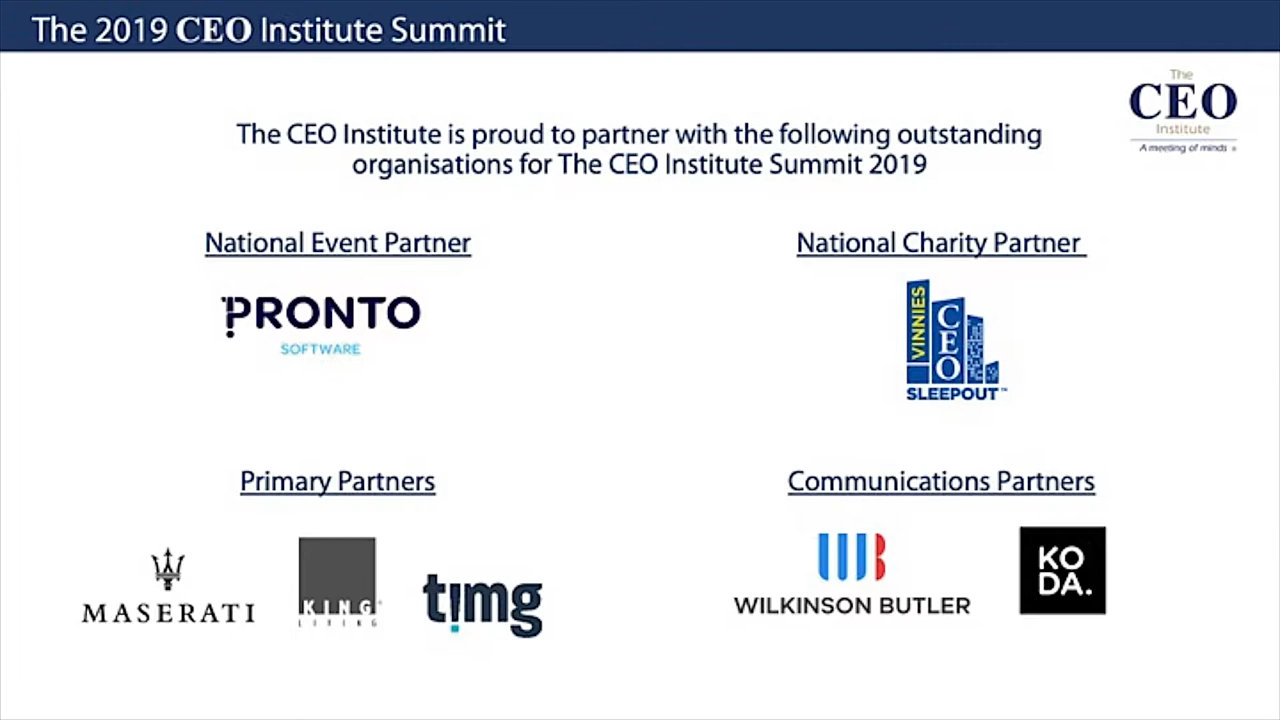 The 2019 CEO Institute Summit
The
CEO
Institute
A meeting of minds »
The CEO Institute is proud to partner with the following outstanding
organisations for The CEO Institute Summit 2019
National Event Partner
PRONTO
SOFTWARE
National Charity Partner
VINNIES
CEO
SLEEPOUT™
Primary Partners
MASERATI
KING®
LIVING
timg
Communications Partners
WB
WILKINSON BUTLER
KO
DA.